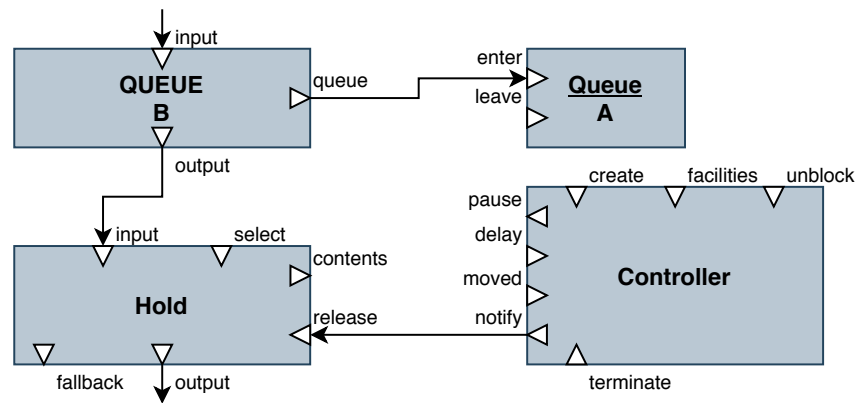 input
QUEUE
B
queue
output
enter
leave
Queue
A
input
select
contents
Hold
release
fallback
output
create
facilities
unblock
pause
delay
moved
notify
Controller
terminate